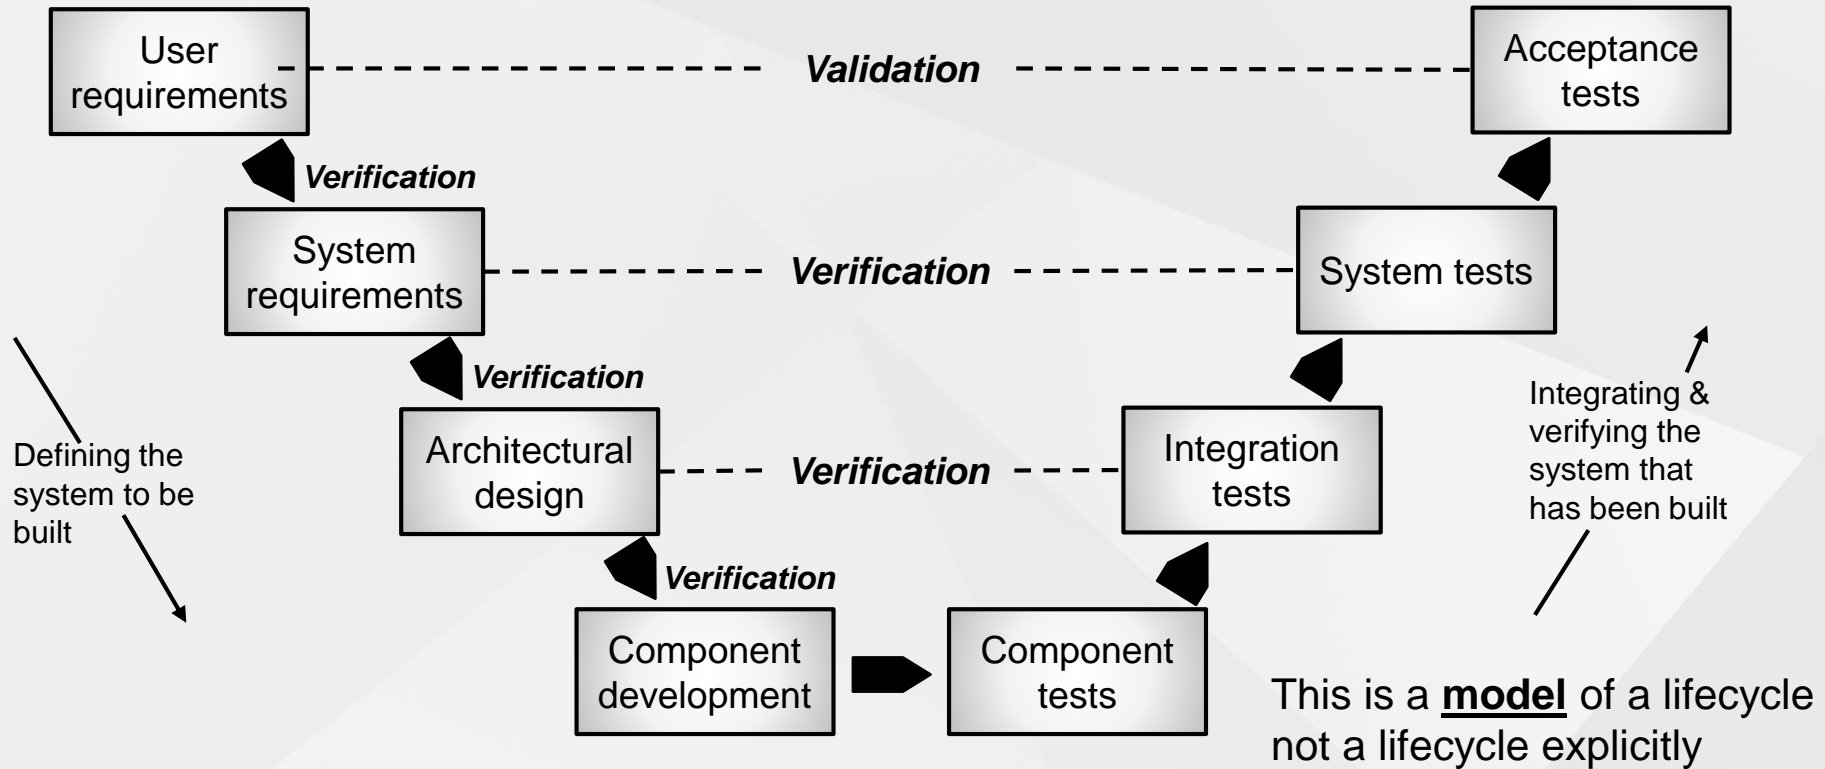 User
requirements
Validation
Acceptance
tests
Verification
System
requirements
Verification
System tests
Verification
Architectural
design
Verification
Integration
tests
Defining the
system to be
built
Integrating &
verifying the
system that
has been built
Verification
Component
development
Component
tests
This is a model of a lifecycle
not a lifecycle explicitly